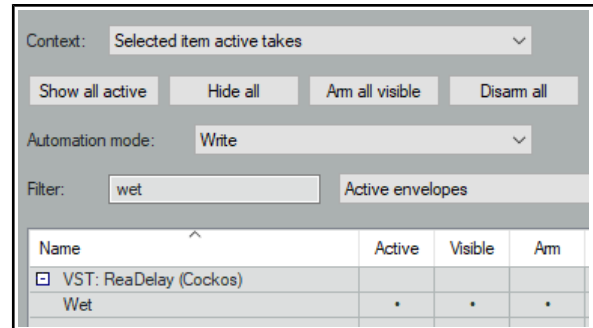 Context: Selected item active takes
Show all active Hide all Arm all visible Disarm all
Automation mode: Write
Filter: wet Active envelopes
Name Active Visible Arm
VST: ReaDelay (Cockos)
Wet • • •